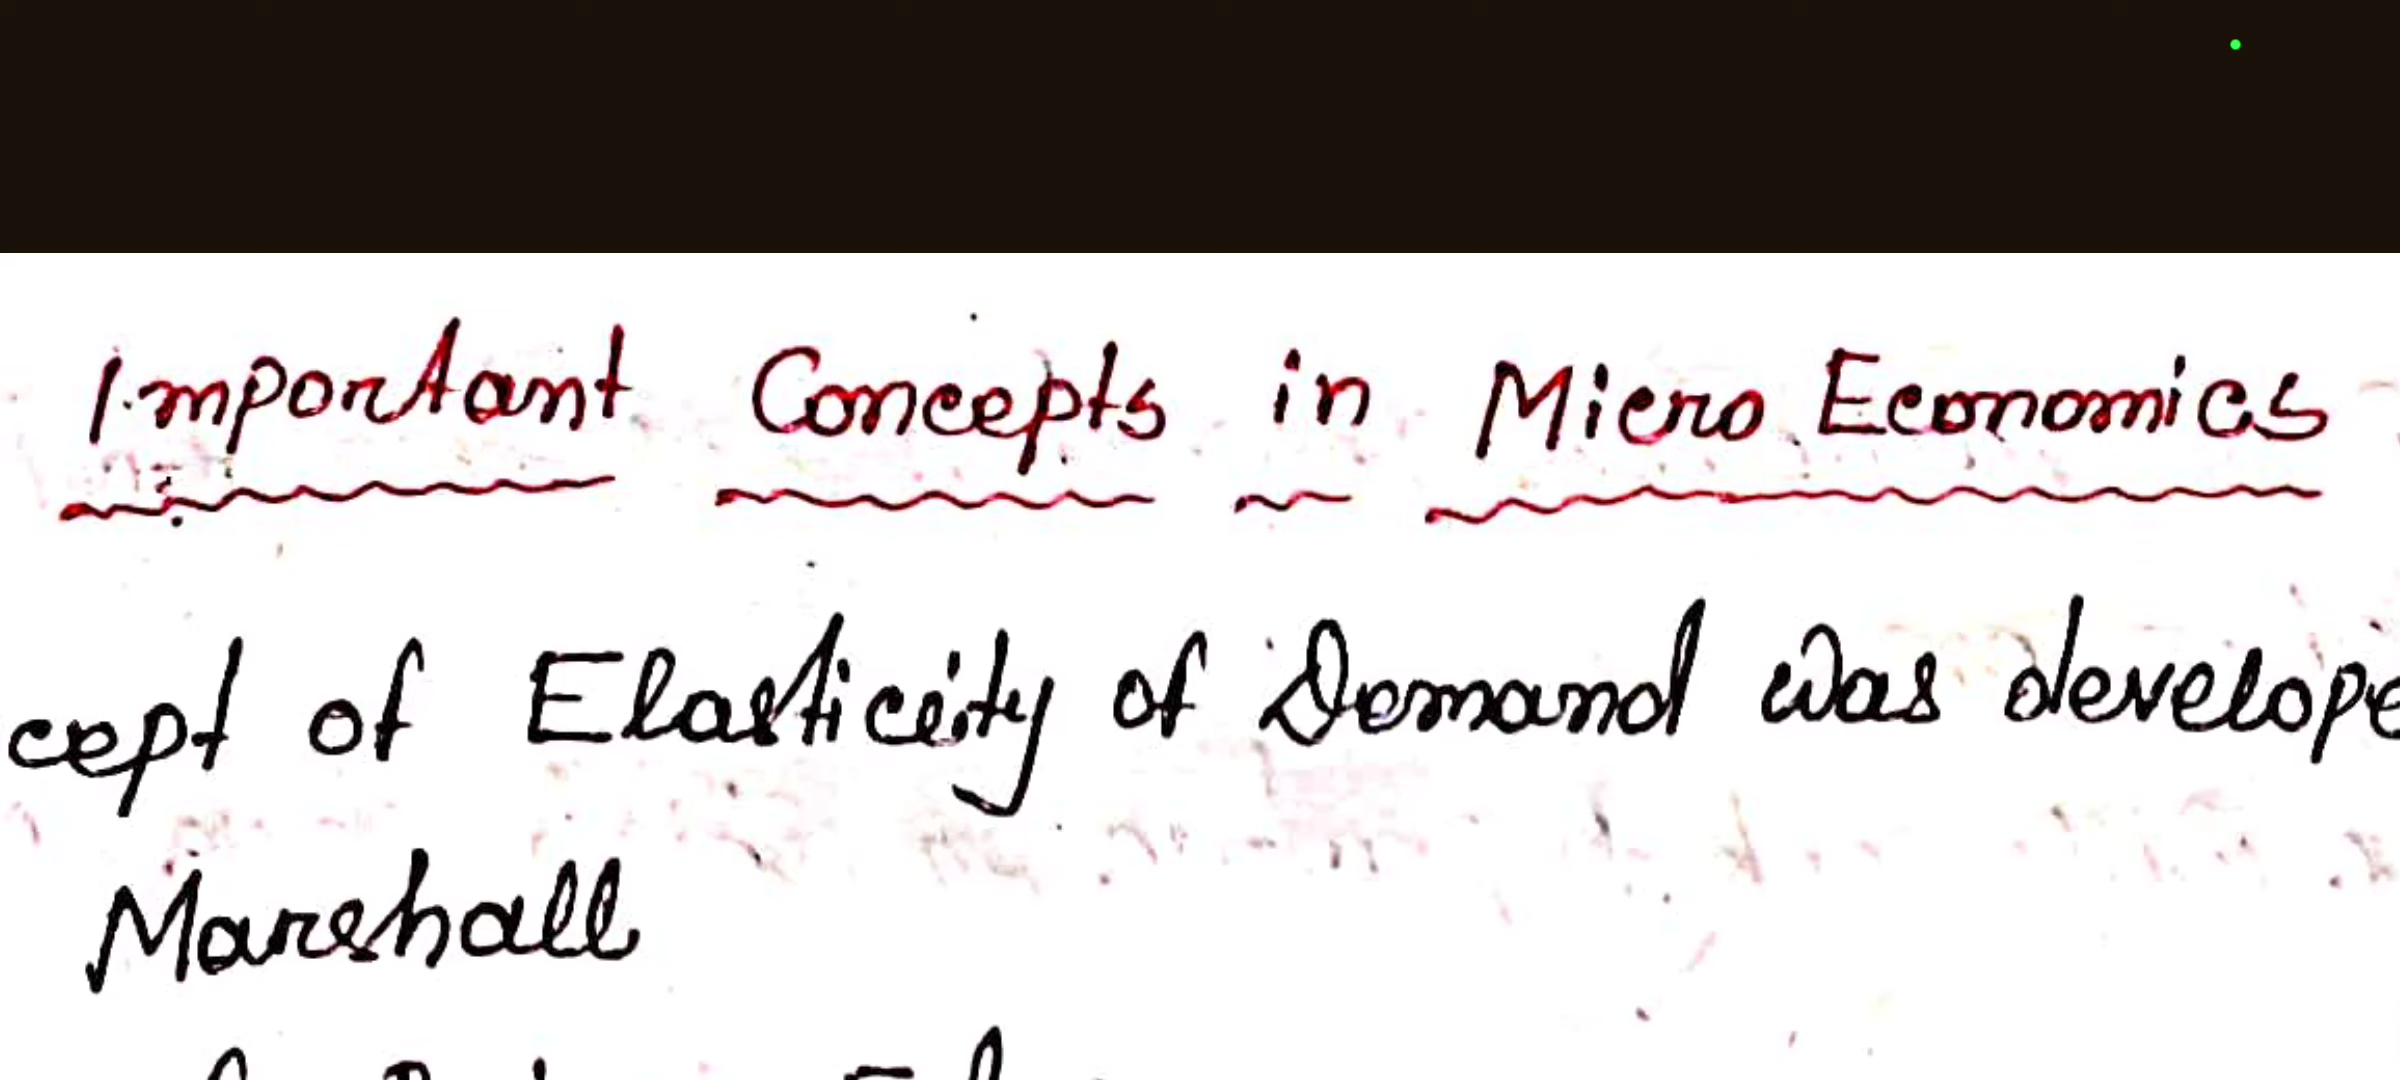 Important Concepts in Micro Economics
cept of Elasticity of Demand was develope
Marshall